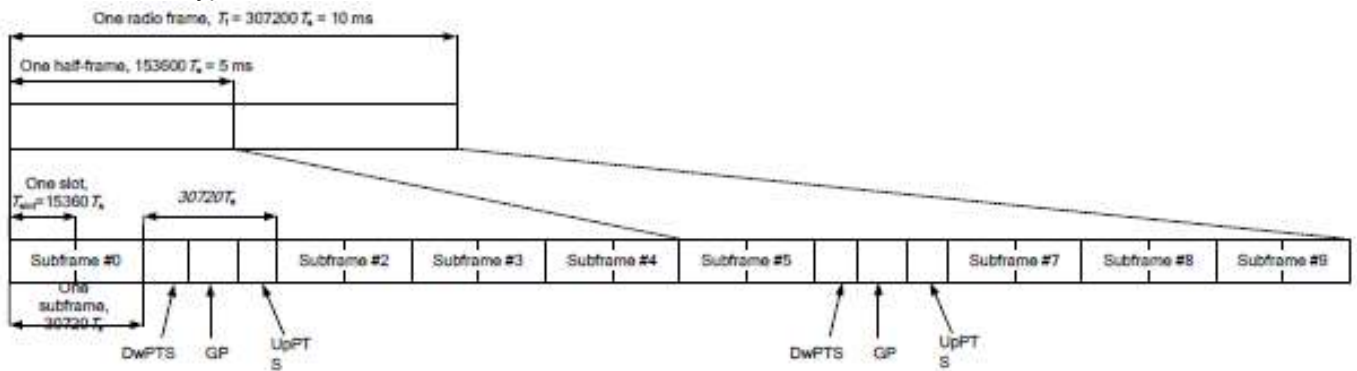 One radio frame, Tf = 307200 Ts = 10 ms
One half-frame, 153600 Ts = 5 ms
One slot,
Tslot=15360 Ts
30720Ts
Subframe #0
Subframe #2
Subframe #3
Subframe #4
Subframe #5
Subframe #7
Subframe #8
Subframe #9
One
subframe,
30720 Ts
DwPTS
GP
UpPT
S
DwPTS
GP
UpPT
S